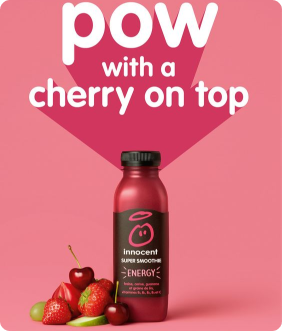 pow
with a
cherry on top
innocent
SUPER SMOOTHIE
ENERGY